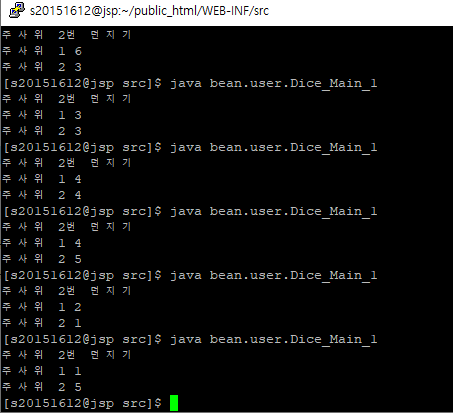 s20151612@jsp:~/public_html/WEB-INF/src
주 사 위  2번  던 지 기
주 사 위  1 6
주 사 위  2 3
[s20151612@jsp src]$ java bean.user.Dice_Main_1
주 사 위  2번  던 지 기
주 사 위  1 3
주 사 위  2 3
[s20151612@jsp src]$ java bean.user.Dice_Main_1
주 사 위  2번  던 지 기
주 사 위  1 4
주 사 위  2 4
[s20151612@jsp src]$ java bean.user.Dice_Main_1
주 사 위  2번  던 지 기
주 사 위  1 4
주 사 위  2 5
[s20151612@jsp src]$ java bean.user.Dice_Main_1
주 사 위  2번  던 지 기
주 사 위  1 2
주 사 위  2 1
[s20151612@jsp src]$ java bean.user.Dice_Main_1
주 사 위  2번  던 지 기
주 사 위  1 1
주 사 위  2 5
[s20151612@jsp src]$